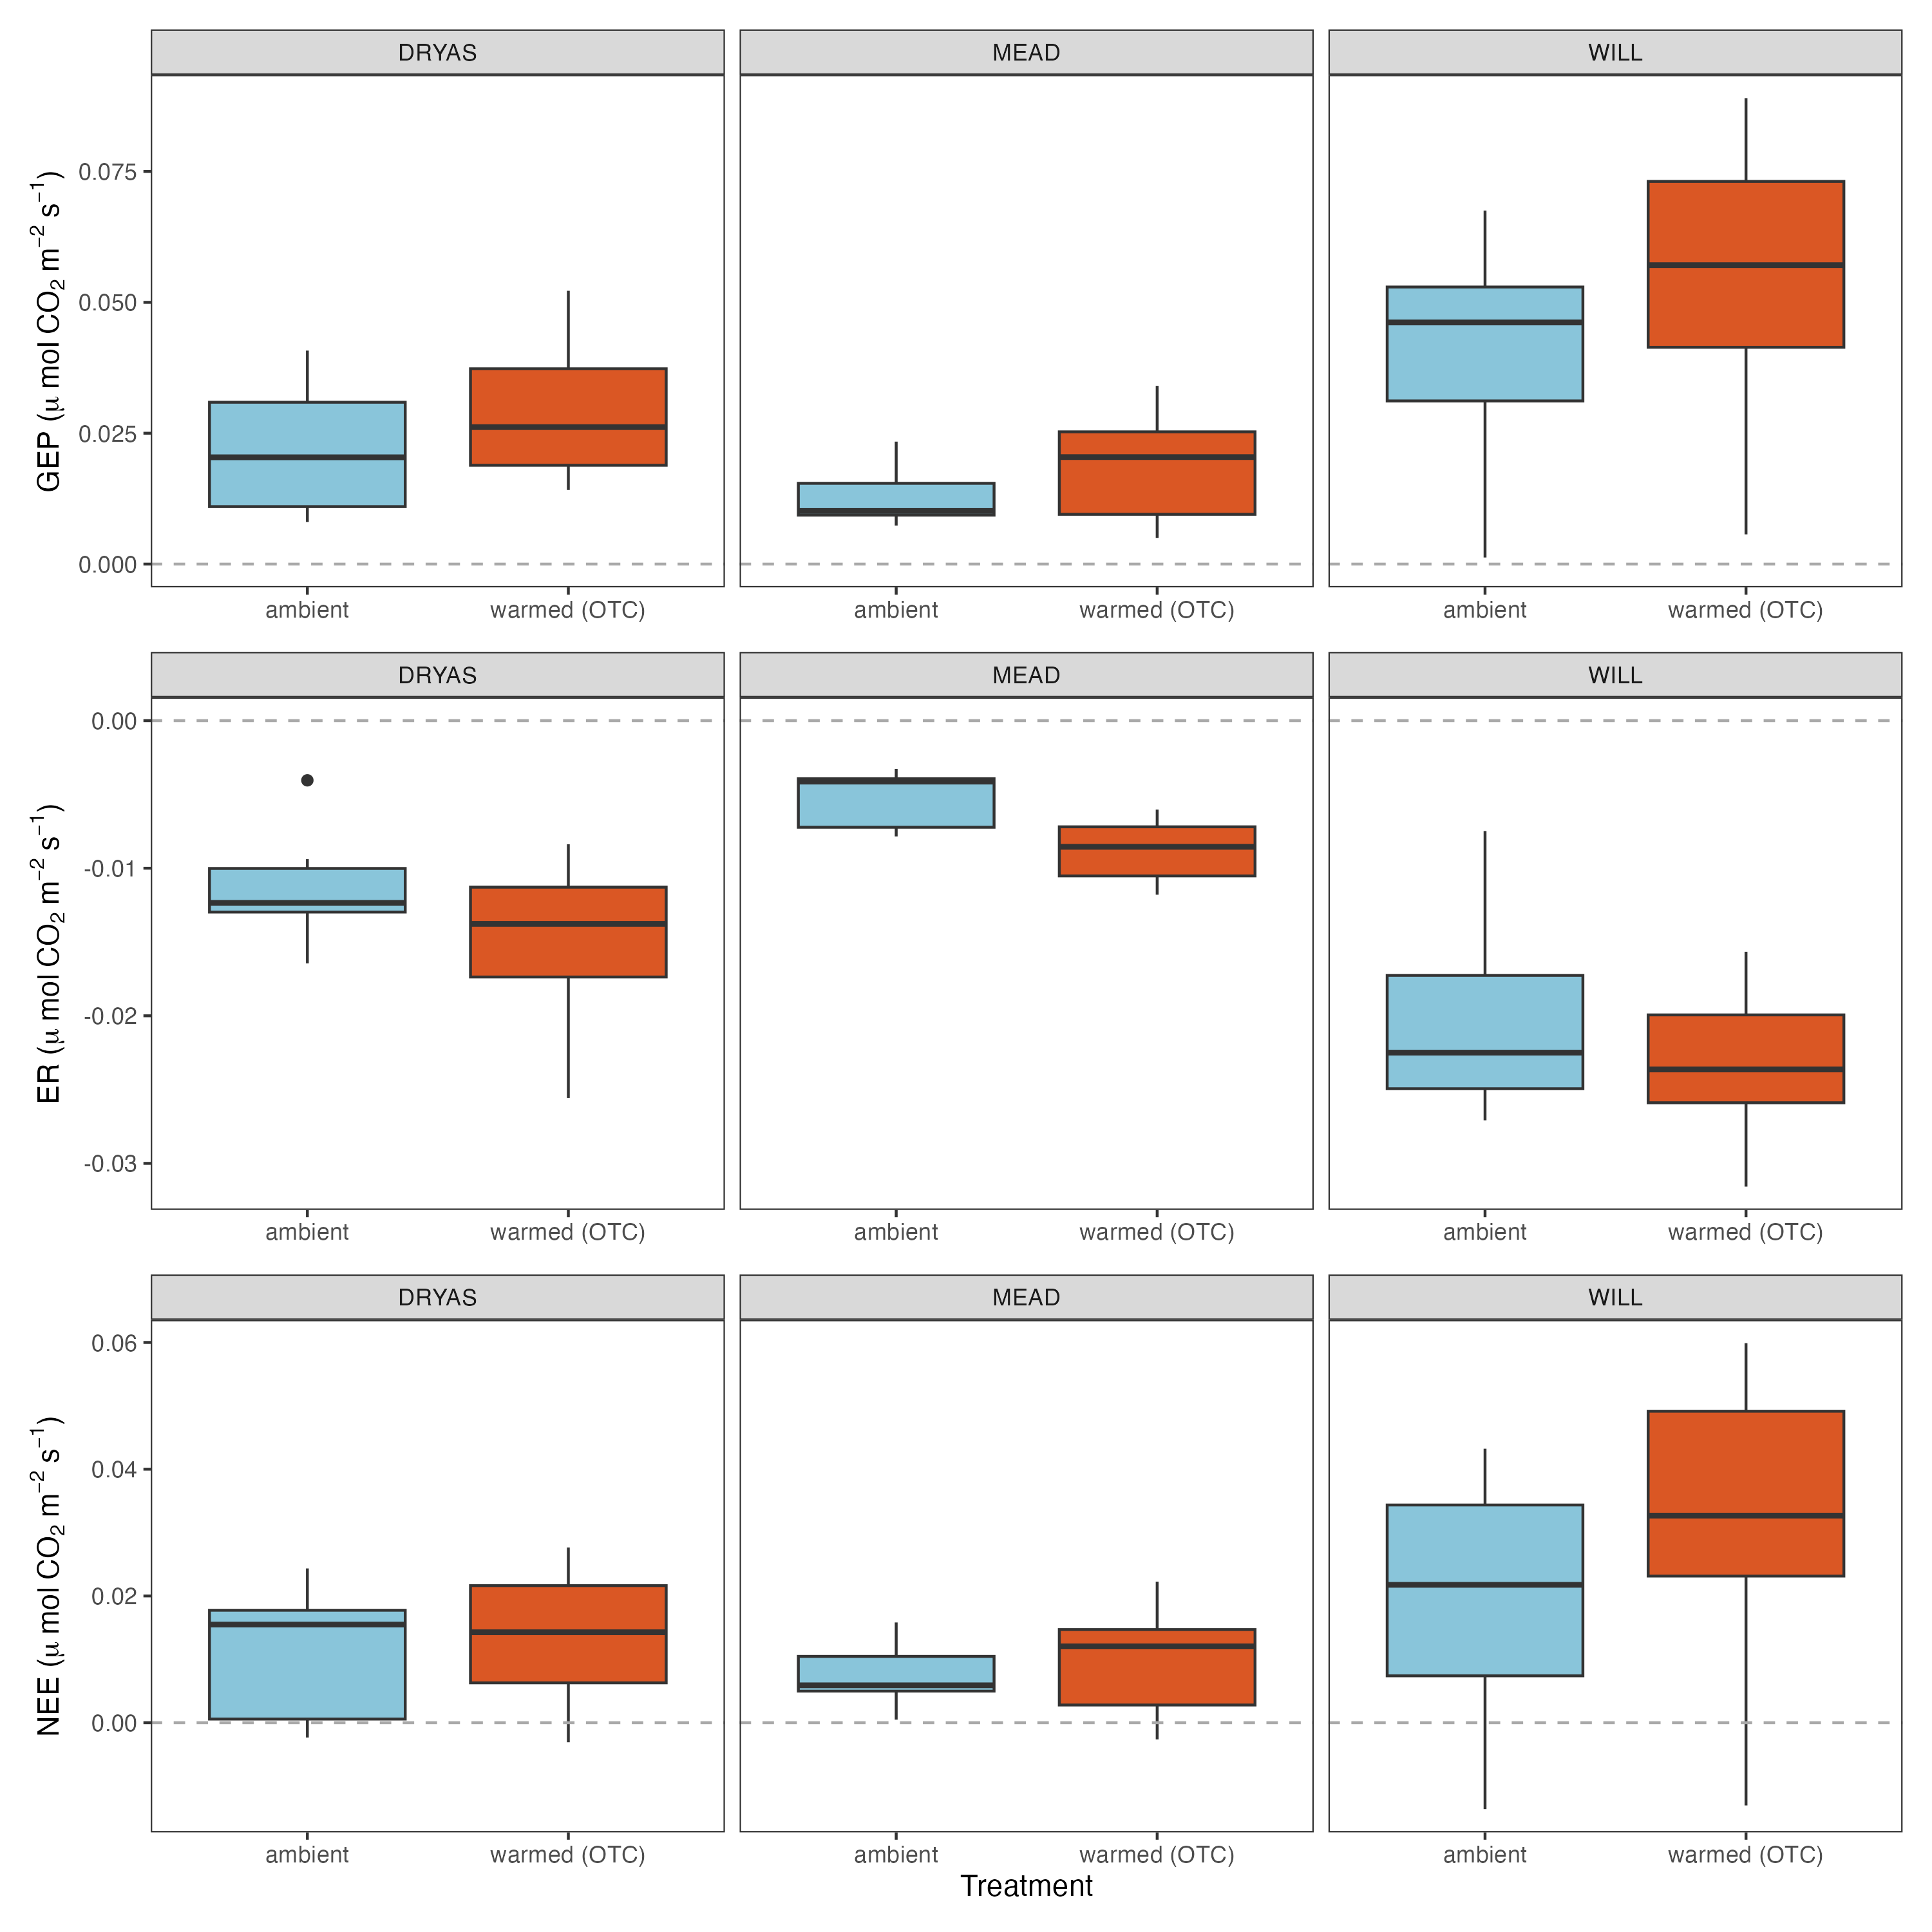 DRYAS MEAD WILL
GEP (μ mol CO₂ m⁻² s⁻¹)
0.075
0.050
0.025
0.000
ambient warmed (OTC) ambient warmed (OTC) ambient warmed (OTC)
DRYAS MEAD WILL
ER (μ mol CO₂ m⁻² s⁻¹)
0.00
-0.01
-0.02
-0.03
ambient warmed (OTC) ambient warmed (OTC) ambient warmed (OTC)
DRYAS MEAD WILL
NEE (μ mol CO₂ m⁻² s⁻¹)
0.06
0.04
0.02
0.00
ambient warmed (OTC) ambient warmed (OTC) ambient warmed (OTC)
Treatment